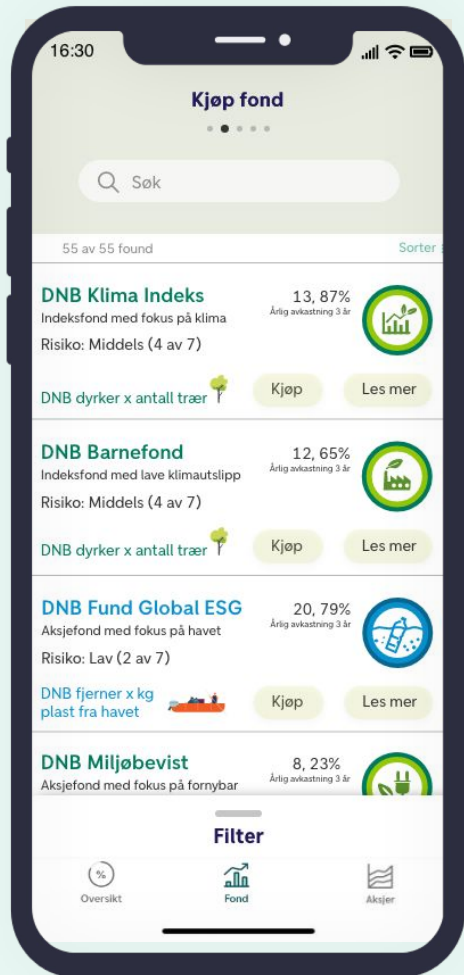 16:30
Kjøp fond
Søk
55 av 55 found
Sorter
DNB Klima Indeks
13, 87%
Indeksfond med fokus på klima
Årlig avkastning 3 år
Risiko: Middels (4 av 7)
DNB dyrker x antall trær
Kjøp
Les mer
DNB Barnefond
12, 65%
Indeksfond med lave klimautslipp
Årlig avkastning 3 år
Risiko: Middels (4 av 7)
DNB dyrker x antall trær
Kjøp
Les mer
DNB Fund Global ESG
20, 79%
Aksjefond med fokus på havet
Årlig avkastning 3 år
Risiko: Lav (2 av 7)
DNB fjerner x kg
plast fra havet
Kjøp
Les mer
DNB Miljøbevist
8, 23%
Aksjefond med fokus på fornybar
Årlig avkastning 3 år
Filter
%
Oversikt
Fond
Aksjer